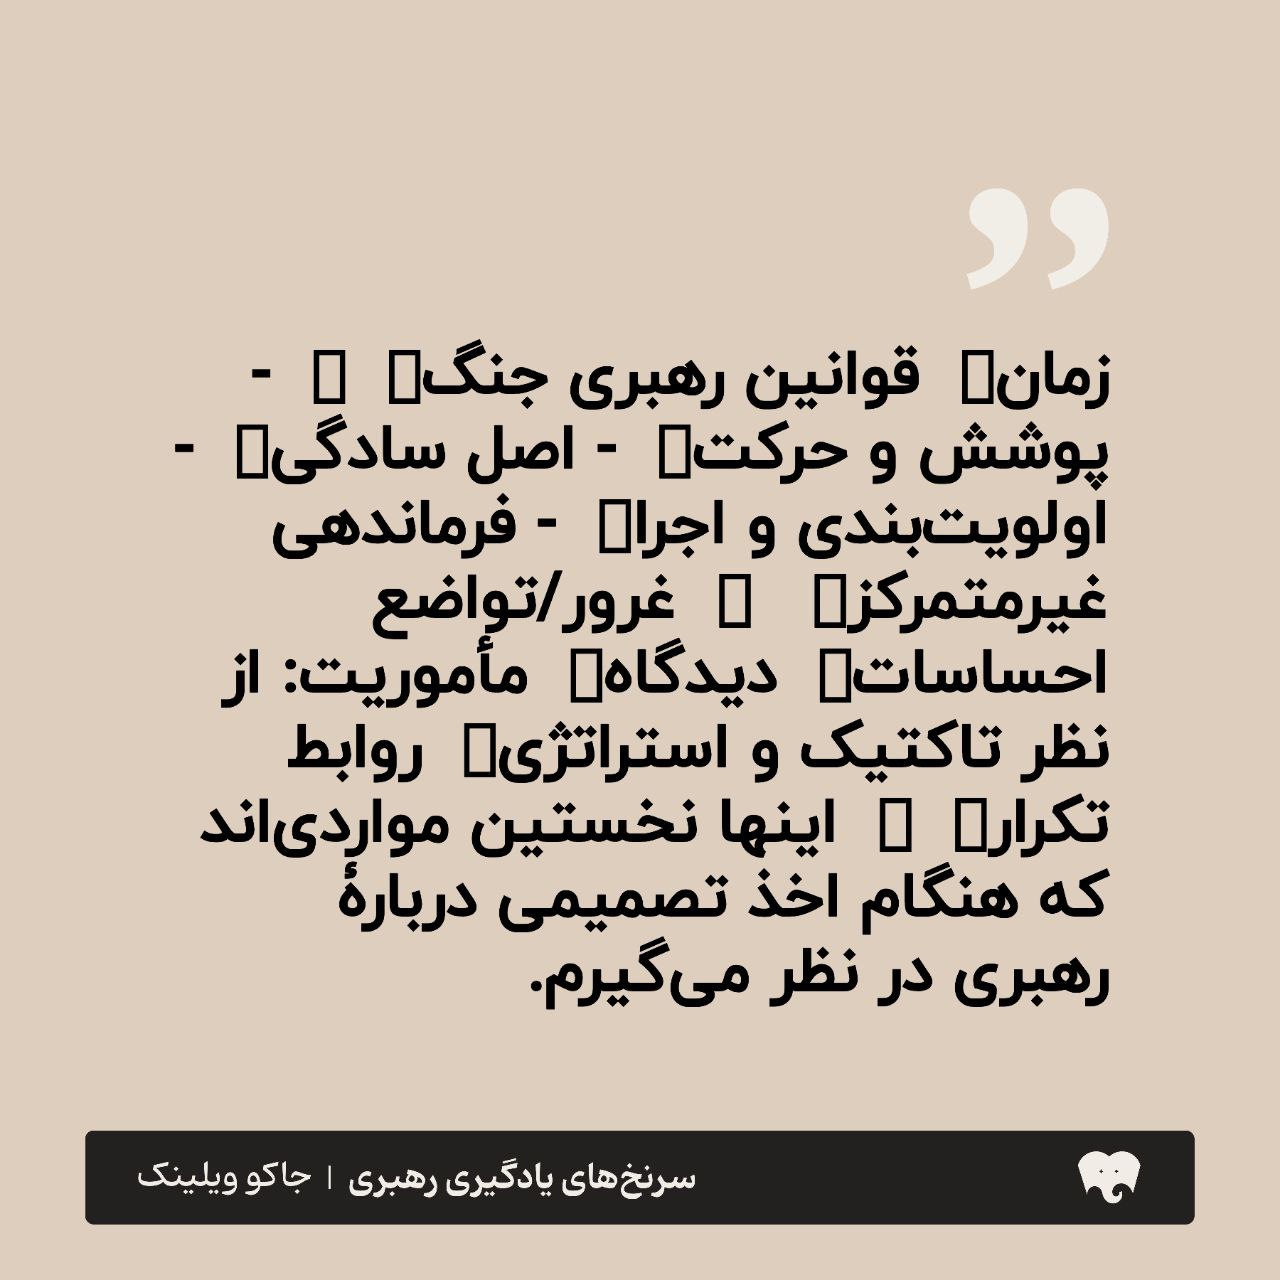 ”
زمان▯ قوانین رهبری جنگ▯ ▯ -
پوشش و حرکت▯ - اصل سادگی▯ -
اولویت‌بندی و اجرا▯ - فرماندهی
غیرمتمرکز▯ ▯ غرور/تواضع
احساسات▯ دیدگاه▯ مأموریت: از
نظر تاکتیک و استراتژی▯ روابط
تکرار▯ ▯ اینها نخستین مواردی‌اند
که هنگام اخذ تصمیمی دربارهٔ
رهبری در نظر می‌گیرم.
سرنخ‌های یادگیری رهبری | جاکو ویلینک